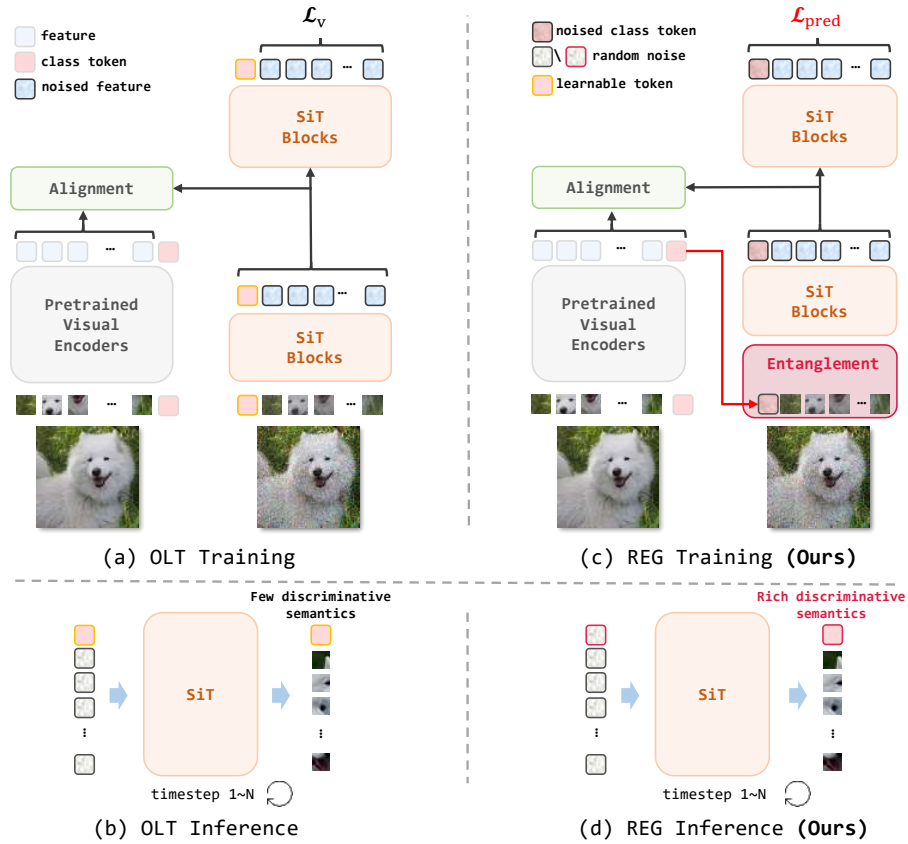 𝓛v
feature
class token
noised feature
SiT
Blocks
Alignment
...
Pretrained
Visual
Encoders
...
SiT
Blocks
...
(a) OLT Training
𝓛pred
noised class token
\ random noise
learnable token
...
SiT
Blocks
Alignment
...
Pretrained
Visual
Encoders
...
SiT
Blocks
Entanglement
...
(c) REG Training (Ours)
Few discriminative
semantics
SiT
timestep 1~N
(b) OLT Inference
Rich discriminative
semantics
SiT
timestep 1~N
(d) REG Inference (Ours)